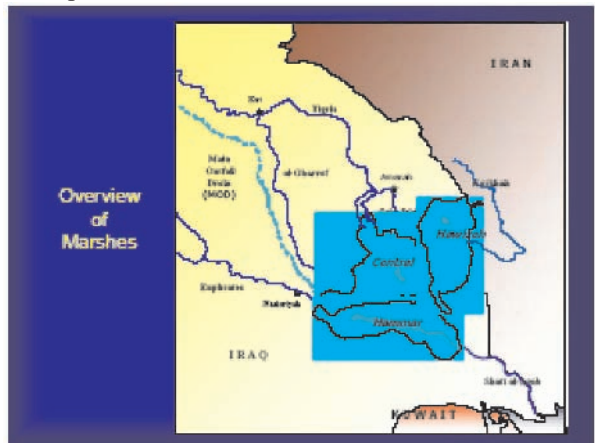 Overview
of
Marshes
IRAN
Kut
Tigris
Main
Outfall
Drain
(MOD)
al-Gharraf
Amarah
Karkheh
Hawizeh
Central
Euphrates
Nasiriyah
Hammar
IRAQ
Shatt al-Arab
KUWAIT